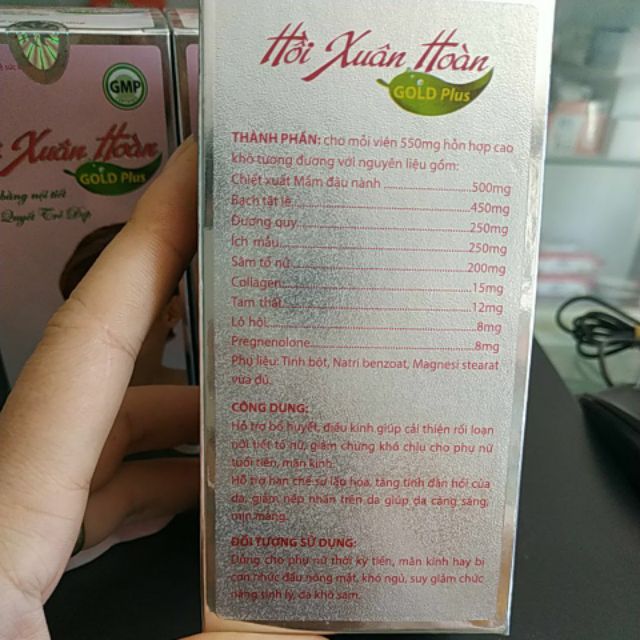 GMP
Xuân Hoàn
GOLD Plus
bằng nội tiết
Quyết Trẻ Đẹp
Hồi Xuân Hoàn
GOLD Plus
THÀNH PHẦN: cho mỗi viên 550mg hỗn hợp cao
khô tương đương với nguyên liệu gồm:
Chiết xuất Mầm đậu nành ........................500mg
Bạch tật lê ........................450mg
Đương quy ........................250mg
Ích mẫu ........................250mg
Sâm tố nữ ........................200mg
Collagen ........................15mg
Tam thất ........................12mg
Lô hội ........................8mg
Pregnenolone ........................8mg
Phụ liệu: Tinh bột, Natri benzoat, Magnesi stearat
vừa đủ.
CÔNG DỤNG:
Hỗ trợ bổ huyết, điều kinh giúp cải thiện rối loạn
nội tiết tố nữ, giảm chứng khó chịu cho phụ nữ
tuổi tiền, mãn kinh.
Hỗ trợ hạn chế sự lão hóa, tăng tính đàn hồi của
da, giảm nếp nhăn trên da giúp da căng sáng,
mịn màng.
ĐỐI TƯỢNG SỬ DỤNG:
Dùng cho phụ nữ thời kỳ tiền, mãn kinh hay bị
cơn nhức đầu nóng mặt, khó ngủ, suy giảm chức
năng sinh lý, da khô sạm.